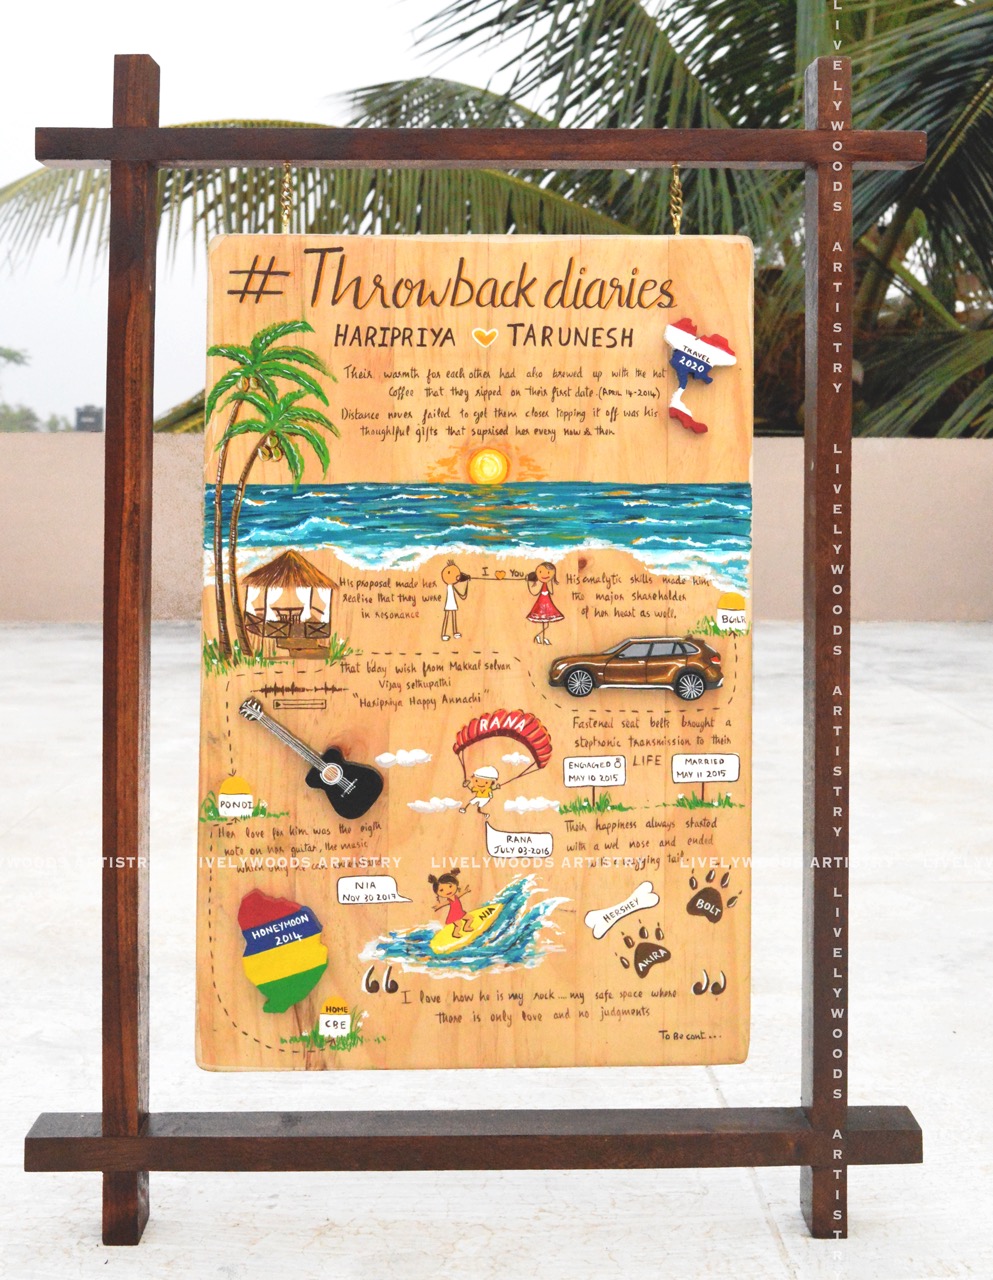 # Throwback diaries
HARIPRIYA TARUNESH
TRAVEL
2020
Their warmth for each other had also brewed up with the hot
Coffee that they sipped on their first date.(APRIL 14-2014)
Distance never failed to get them closer topping it off was his
thoughtful gifts that suprised her every now & then
I YOU
His proposal made her
realise that they were
in resonance
His analytic skills made him
the major shareholder
of her heart as well.
BGLR
that b'day wish from Makkal selvan
Vijay Sethupathi
"Haripriya Happy Annachi"
RANA
Fastened seat belts brought a
steptronic transmission to their
LIFE
ENGAGED
MAY 10 2015
MARRIED
MAY 11 2015
PONDI
Her love for him was the eigth
note on her guitar, the music
which only he can
RANA
JULY 03-2016
Their happiness always started
with a wet nose and ended
with a wagging tail
NIA
NOV 30 2017
NIA
HERSHEY
BOLT
AKIRA
HONEYMOON
2014
HOME
CBE
"I love how he is my rock....my safe space where
there is only love and no judgments"
To Be cont...
LIVELYWOODS ARTISTRY LIVELYWOODS ARTISTRY LIVELYWOODS ARTISTRY
LIVELYWOODS ARTISTRY LIVELYWOODS ARTISTRY LIVELYWOODS ARTISTRY